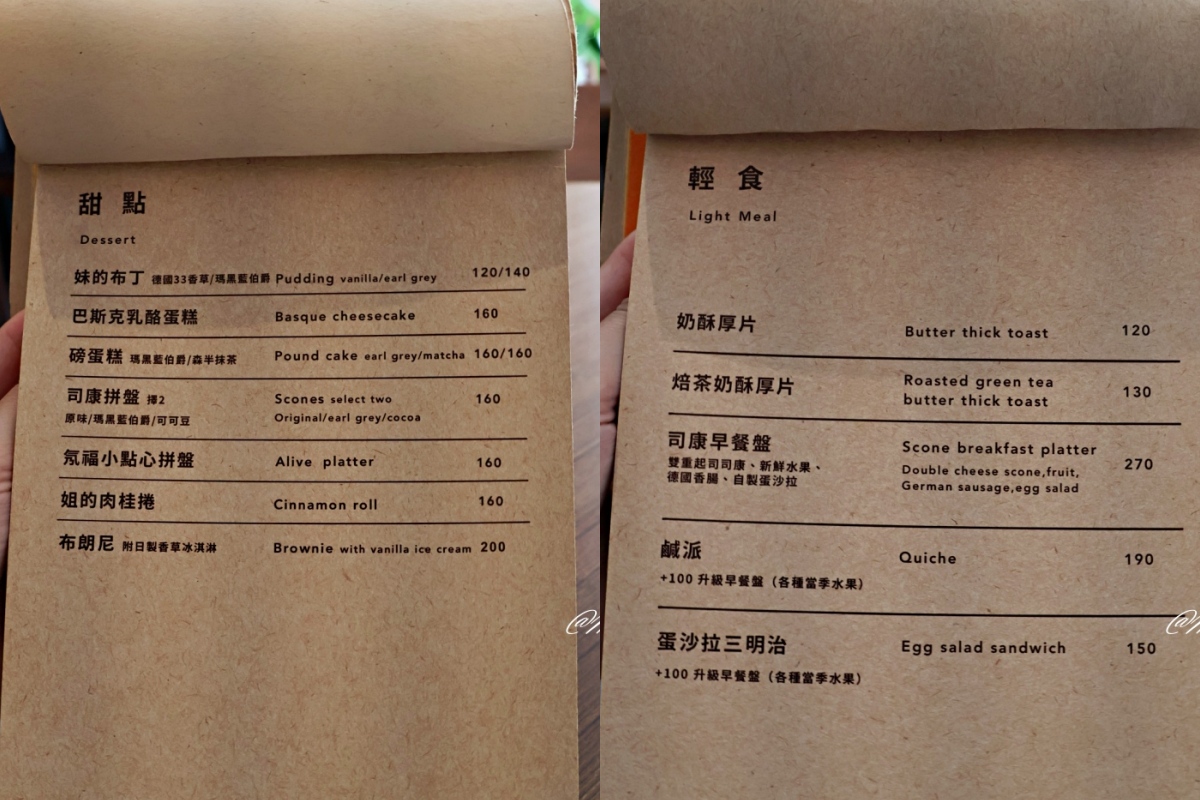 甜 點
Dessert
妹的布丁 德國33香草/瑪黑藍伯爵 Pudding vanilla/earl grey 120/140
巴斯克乳酪蛋糕 Basque cheesecake 160
磅蛋糕 瑪黑藍伯爵/森半抹茶 Pound cake earl grey/matcha 160/160
司康拼盤 擇2 Scones select two 160
原味/瑪黑藍伯爵/可可豆 Original/earl grey/cocoa
氖福小點心拼盤 Alive platter 160
姐的肉桂捲 Cinnamon roll 160
布朗尼 附日製香草冰淇淋 Brownie with vanilla ice cream 200
輕 食
Light Meal
奶酥厚片 Butter thick toast 120
焙茶奶酥厚片 Roasted green tea butter thick toast 130
司康早餐盤 Scone breakfast platter 270
雙重起司司康、新鮮水果、 Double cheese scone,fruit,
德國香腸、自製蛋沙拉 German sausage,egg salad
鹹派 Quiche 190
+100 升級早餐盤（各種當季水果）
蛋沙拉三明治 Egg salad sandwich 150
+100 升級早餐盤（各種當季水果）